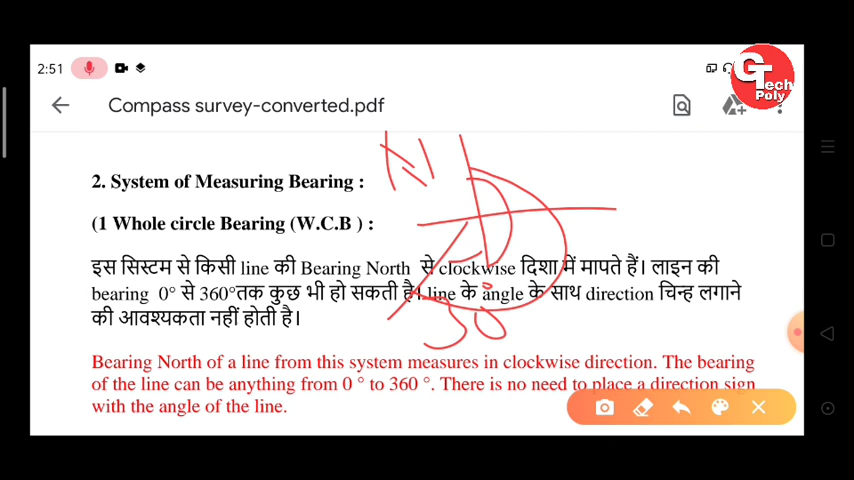 2:51
GTech
Poly
Compass survey-converted.pdf
N
2. System of Measuring Bearing :
(1 Whole circle Bearing (W.C.B ) :
इस सिस्टम से किसी line की Bearing North से clockwise दिशा में मापते हैं। लाइन की
bearing 0° से 360°तक कुछ भी हो सकती है। line के angle के साथ direction चिन्ह लगाने
की आवश्यकता नहीं होती है।
30°
Bearing North of a line from this system measures in clockwise direction. The bearing
of the line can be anything from 0 ° to 360 °. There is no need to place a direction sign
with the angle of the line.